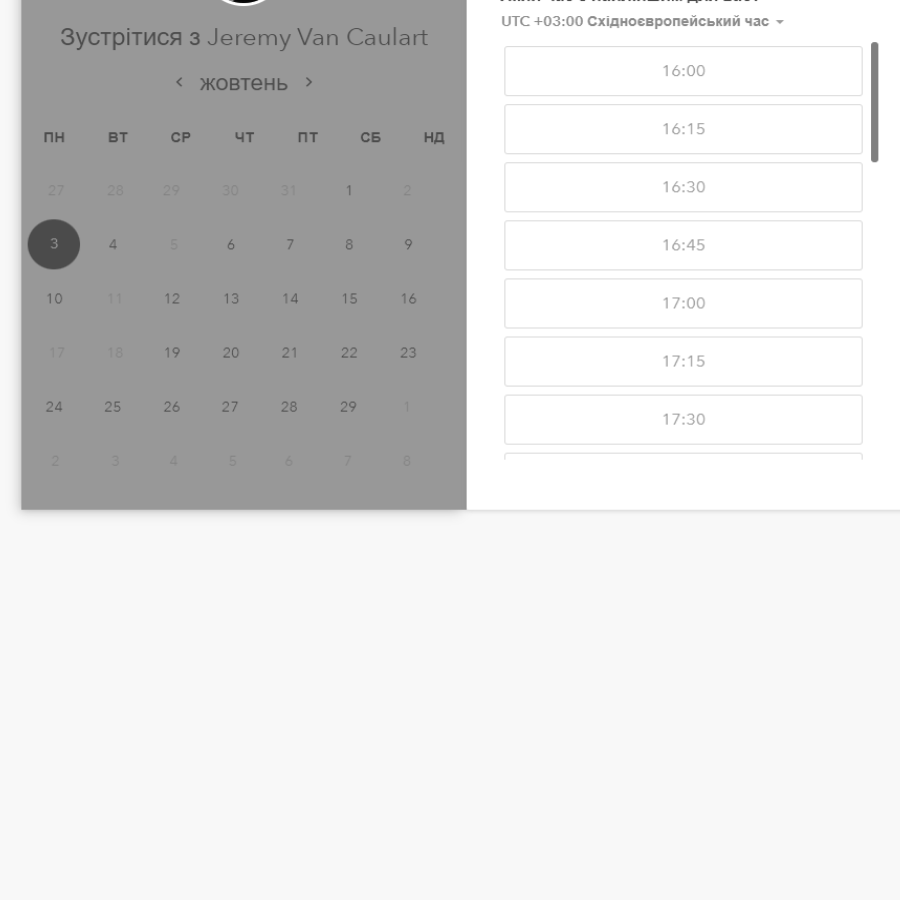 Зустрітися з Jeremy Van Caulart
жовтень
ПН ВТ СР ЧТ ПТ СБ НД
27 28 29 30 31 1 2
3 4 5 6 7 8 9
10 11 12 13 14 15 16
17 18 19 20 21 22 23
24 25 26 27 28 29 1
2 3 4 5 6 7 8
UTC +03:00 Східноєвропейський час
16:00
16:15
16:30
16:45
17:00
17:15
17:30